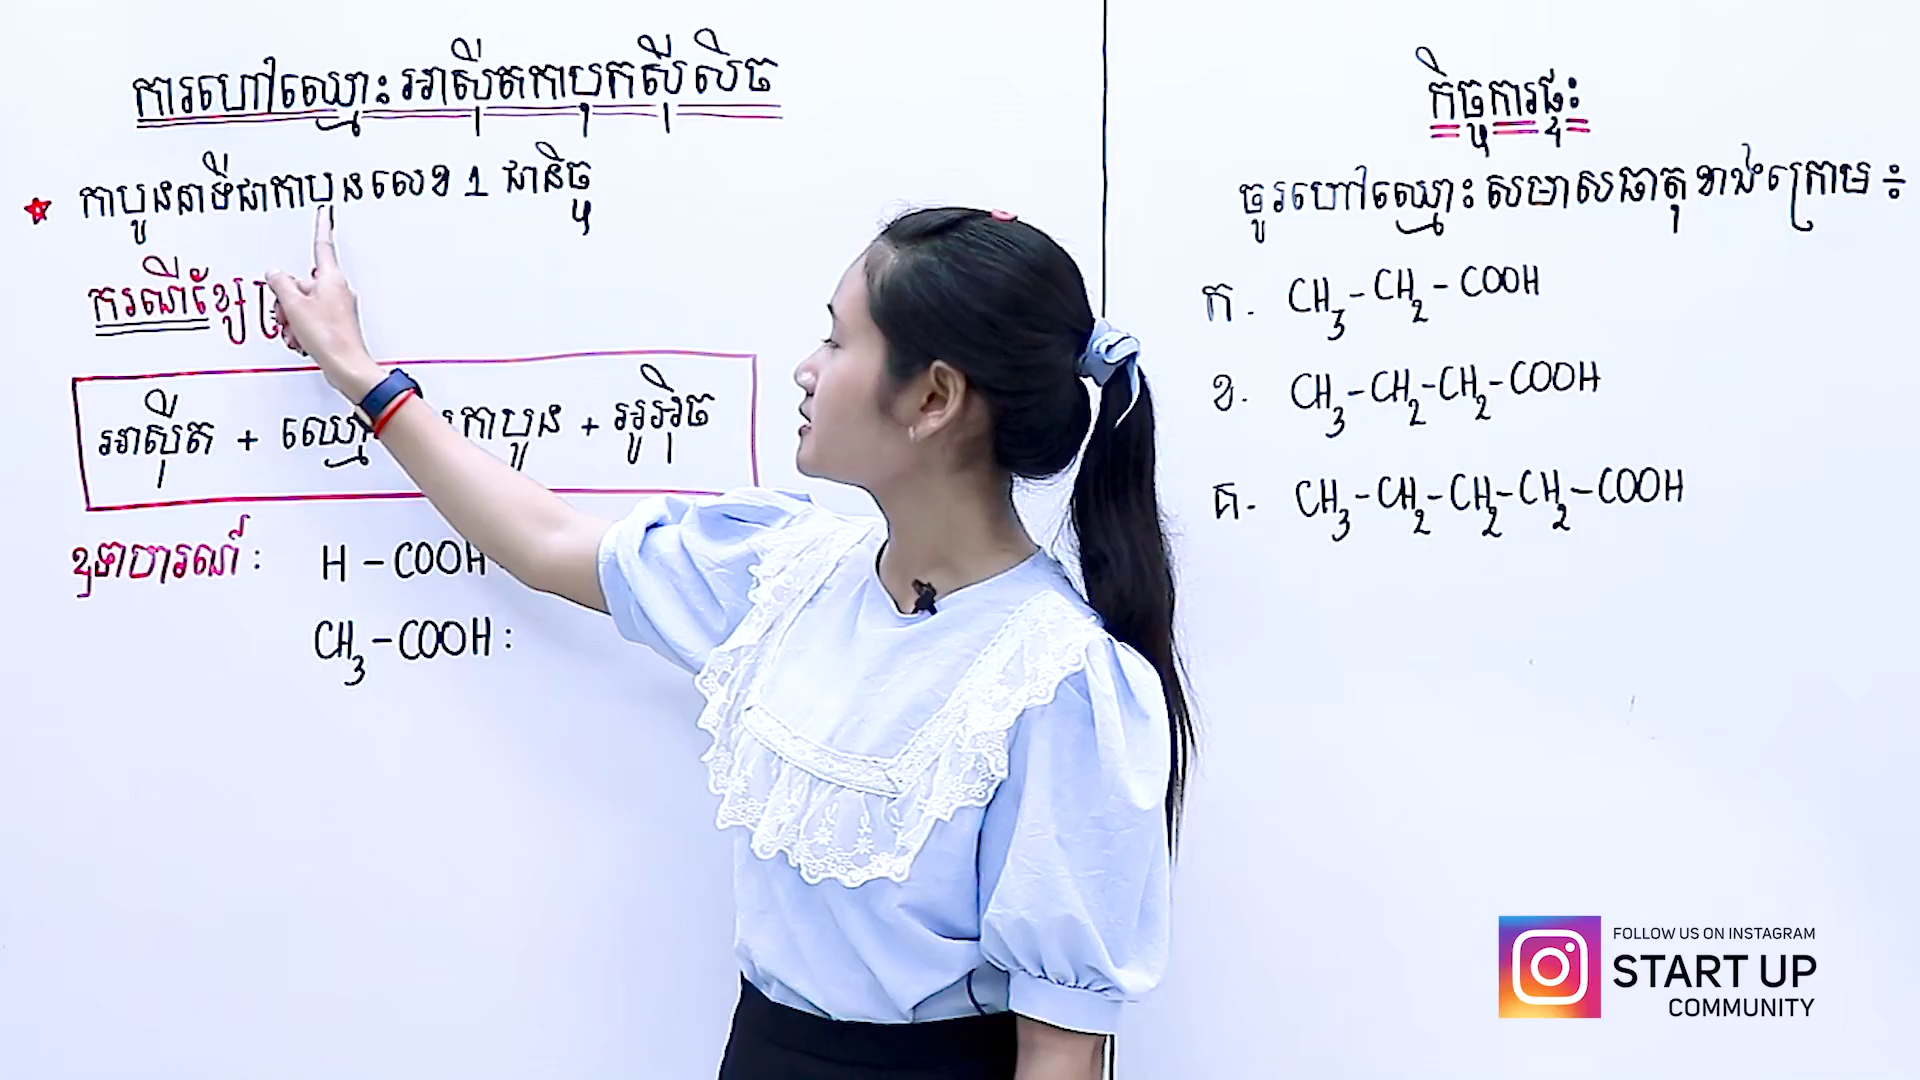 ការហៅឈ្មោះអាស៊ីតកាបុកស៊ីលិច
កាបូននាទីជាកាបូនលេខ 1 ជានិច្ច
ករណីខ្សែ
អាស៊ីត + ឈ្មោះ កាបូន + អូអ៊ិច
ឧទាហរណ៍ :
H - COOH :
CH3 - COOH :
កិច្ចការផ្ទះ
ចូរហៅឈ្មោះសមាសធាតុខាងក្រោម ៖
ក. CH3 - CH2 - COOH
ខ. CH3 - CH2 - CH2 - COOH
គ. CH3 - CH2 - CH2 - CH2 - COOH
FOLLOW US ON INSTAGRAM
START UP
COMMUNITY